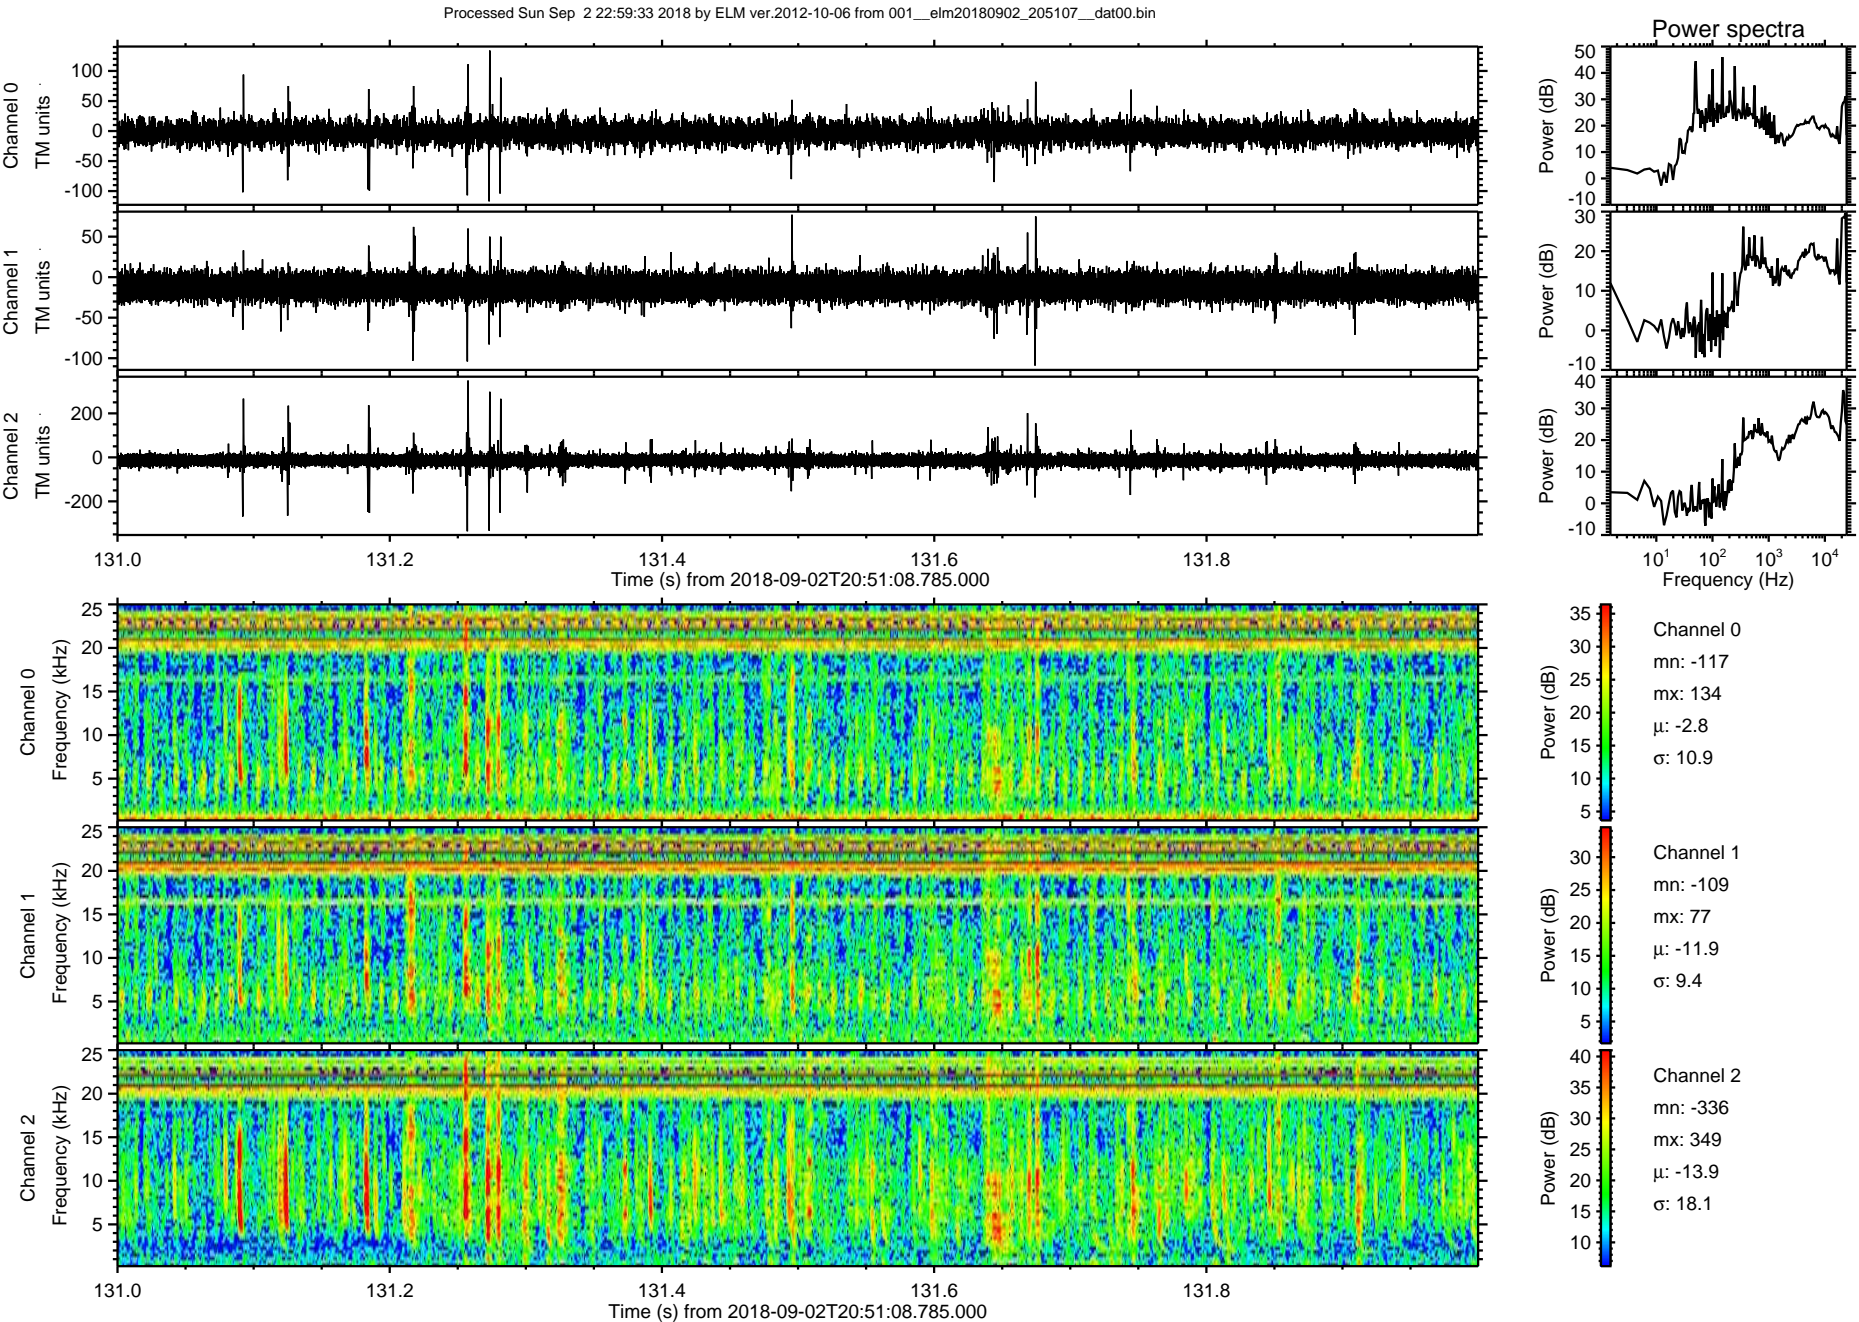 Processed Sun Sep 2 22:59:33 2018 by ELM ver.2012-10-06 from 001__elm20180902_205107__dat00.bin
Power spectra
Channel 0
TM units
100
50
0
-50
-100
Power (dB)
50
40
30
20
10
0
-10
Channel 1
TM units
50
0
-50
-100
Power (dB)
30
20
10
0
-10
Channel 2
TM units
200
0
-200
Power (dB)
40
30
20
10
0
-10
131.0 131.2 131.4 131.6 131.8
Time (s) from 2018-09-02T20:51:08.785.000
10¹ 10² 10³ 10⁴
Frequency (Hz)
Channel 0
Frequency (kHz)
25
20
15
10
5
Power (dB)
35
30
25
20
15
10
5
Channel 0
mn: -117
mx: 134
μ: -2.8
σ: 10.9
Channel 1
Frequency (kHz)
25
20
15
10
5
Power (dB)
30
25
20
15
10
5
Channel 1
mn: -109
mx: 77
μ: -11.9
σ: 9.4
Channel 2
Frequency (kHz)
25
20
15
10
5
Power (dB)
40
35
30
25
20
15
10
Channel 2
mn: -336
mx: 349
μ: -13.9
σ: 18.1
131.0 131.2 131.4 131.6 131.8
Time (s) from 2018-09-02T20:51:08.785.000